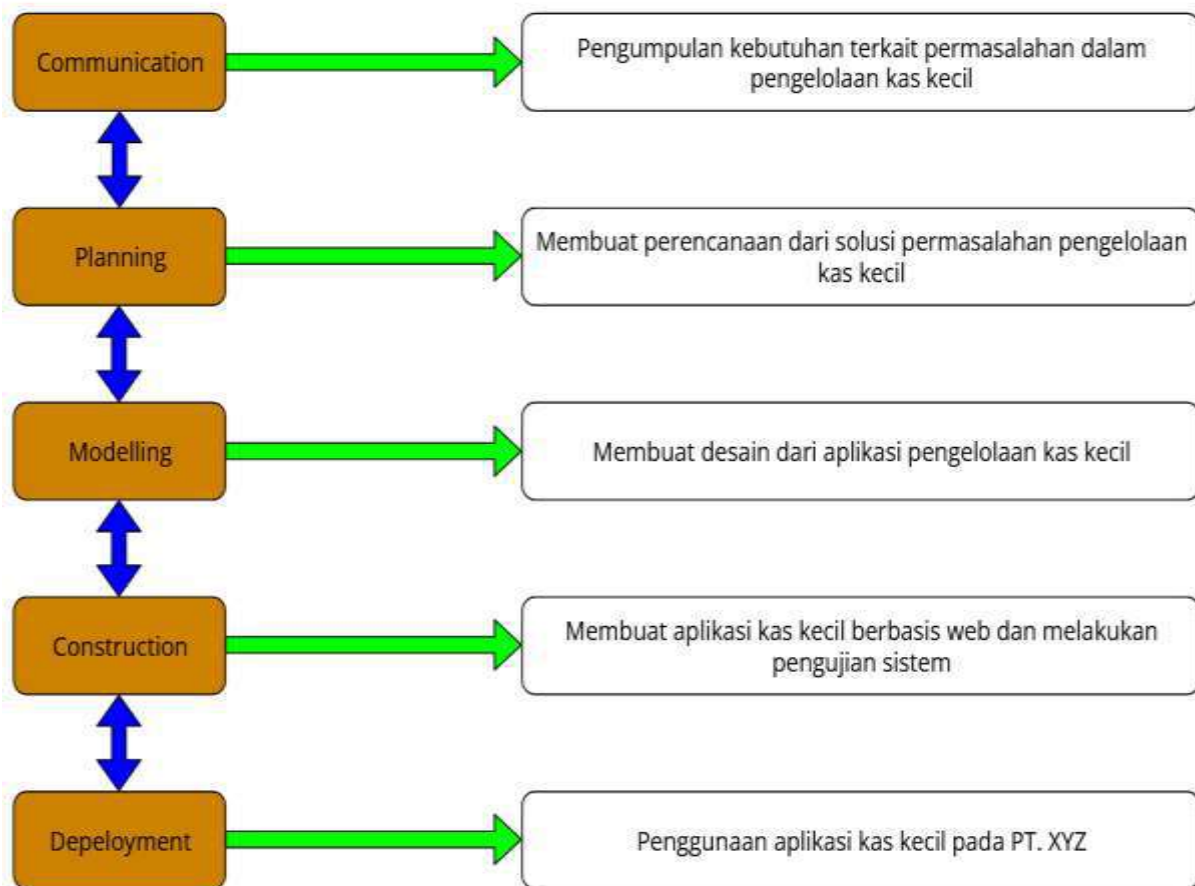 Communication
Pengumpulan kebutuhan terkait permasalahan dalam
pengelolaan kas kecil
Planning
Membuat perencanaan dari solusi permasalahan pengelolaan
kas kecil
Modelling
Membuat desain dari aplikasi pengelolaan kas kecil
Construction
Membuat aplikasi kas kecil berbasis web dan melakukan
pengujian sistem
Depeloyment
Penggunaan aplikasi kas kecil pada PT. XYZ